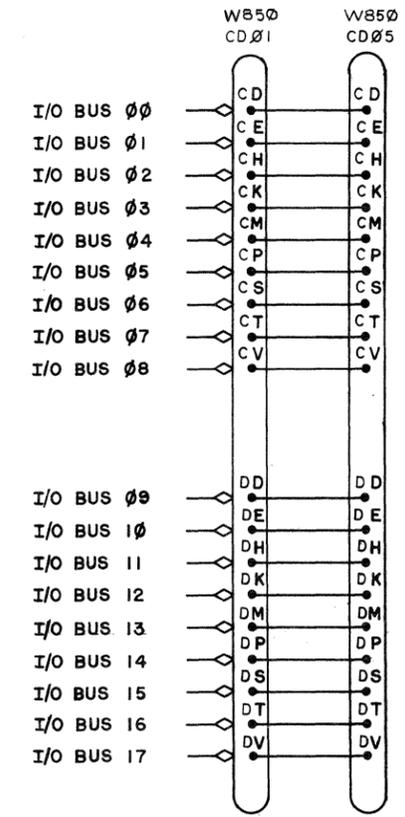 W85Ø W85Ø
CDØ1 CDØ5
CD CD
I/O BUS ØØ
CE CE
I/O BUS Ø1
CH CH
I/O BUS Ø2
CK CK
I/O BUS Ø3
CM CM
I/O BUS Ø4
CP CP
I/O BUS Ø5
CS CS
I/O BUS Ø6
CT CT
I/O BUS Ø7
CV CV
I/O BUS Ø8
DD DD
I/O BUS Ø9
DE DE
I/O BUS 1Ø
DH DH
I/O BUS 11
DK DK
I/O BUS 12
DM DM
I/O BUS 13
DP DP
I/O BUS 14
DS DS
I/O BUS 15
DT DT
I/O BUS 16
DV DV
I/O BUS 17